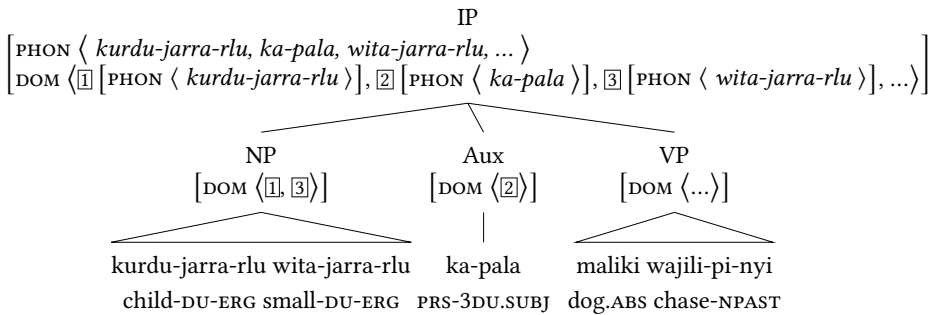 IP
[PHON ⟨ kurdu-jarra-rlu, ka-pala, wita-jarra-rlu, ... ⟩]
[DOM ⟨1 [PHON ⟨ kurdu-jarra-rlu ⟩], 2 [PHON ⟨ ka-pala ⟩], 3 [PHON ⟨ wita-jarra-rlu ⟩], ...⟩]
NP Aux VP
[DOM ⟨1, 3⟩] [DOM ⟨2⟩] [DOM ⟨...⟩]
kurdu-jarra-rlu wita-jarra-rlu ka-pala maliki wajili-pi-nyi
child-DU-ERG small-DU-ERG PRS-3DU.SUBJ dog.ABS chase-NPAST